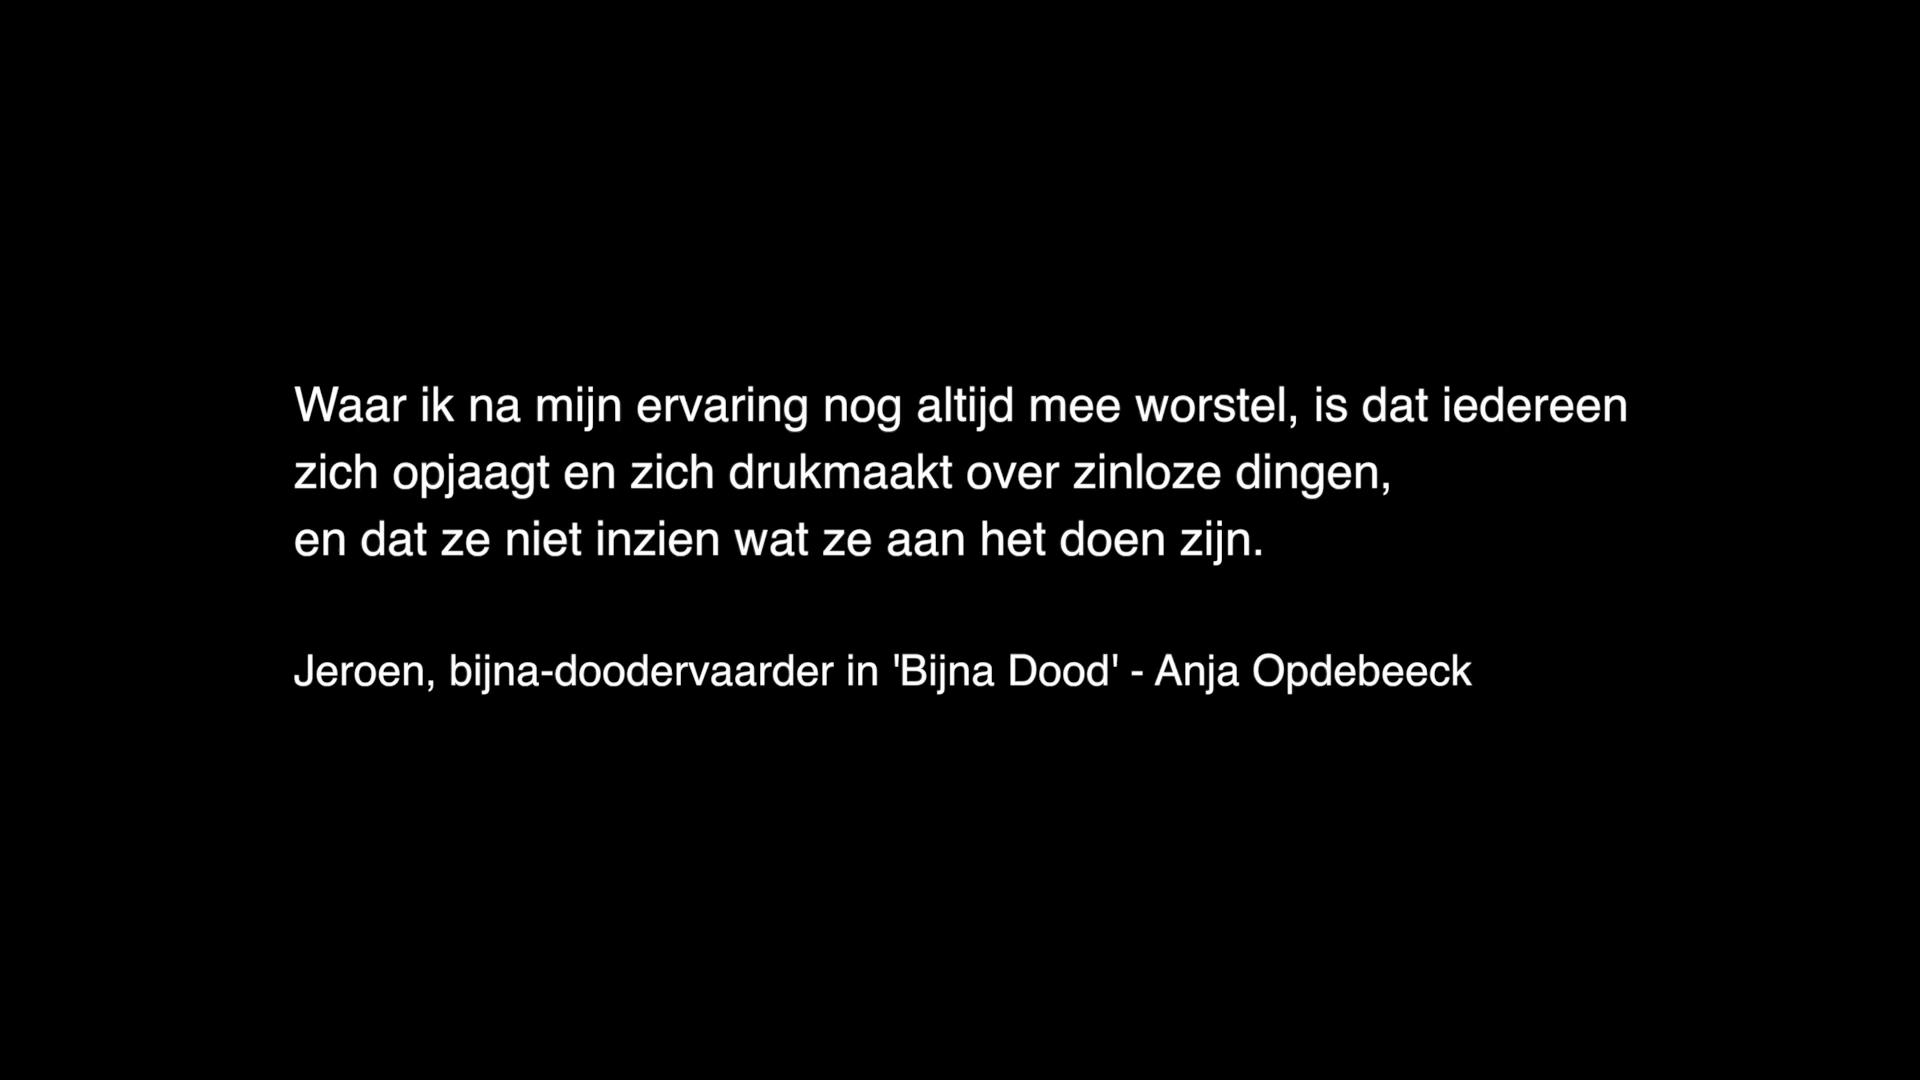 Waar ik na mijn ervaring nog altijd mee worstel, is dat iedereen
zich opjaagt en zich drukmaakt over zinloze dingen,
en dat ze niet inzien wat ze aan het doen zijn.
Jeroen, bijna-doodervaarder in 'Bijna Dood' - Anja Opdebeeck